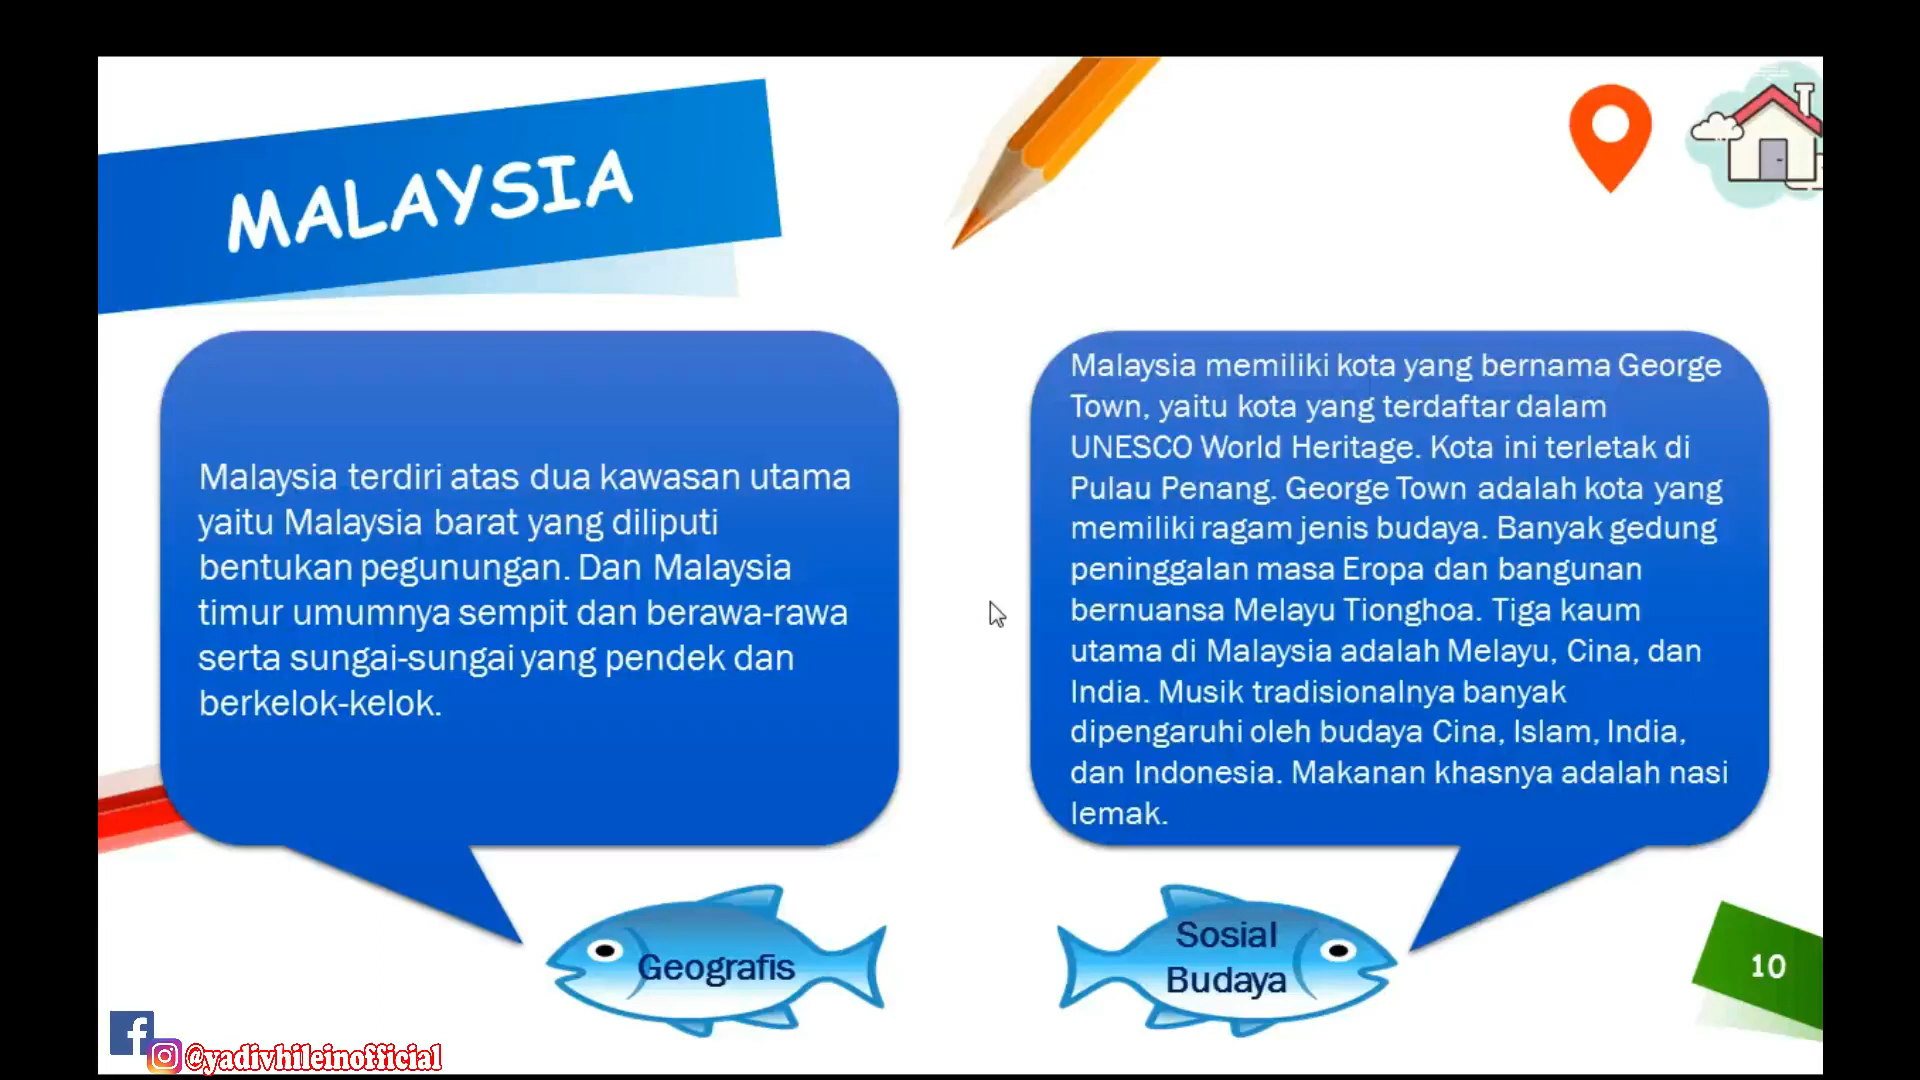 MALAYSIA
Malaysia terdiri atas dua kawasan utama
yaitu Malaysia barat yang diliputi
bentukan pegunungan. Dan Malaysia
timur umumnya sempit dan berawa-rawa
serta sungai-sungai yang pendek dan
berkelok-kelok.
Malaysia memiliki kota yang bernama George
Town, yaitu kota yang terdaftar dalam
UNESCO World Heritage. Kota ini terletak di
Pulau Penang. George Town adalah kota yang
memiliki ragam jenis budaya. Banyak gedung
peninggalan masa Eropa dan bangunan
bernuansa Melayu Tionghoa. Tiga kaum
utama di Malaysia adalah Melayu, Cina, dan
India. Musik tradisionalnya banyak
dipengaruhi oleh budaya Cina, Islam, India,
dan Indonesia. Makanan khasnya adalah nasi
lemak.
Geografis
Sosial
Budaya
10
@yadivhileinofficial